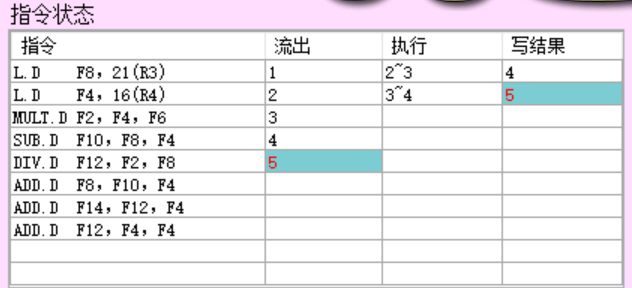 指令状态
指令 流出 执行 写结果
L.D F8, 21(R3) 1 2~3 4
L.D F4, 16(R4) 2 3~4 5
MULT.D F2, F4, F6 3
SUB.D F10, F8, F4 4
DIV.D F12, F2, F8 5
ADD.D F8, F10, F4
ADD.D F14, F12, F4
ADD.D F12, F4, F4